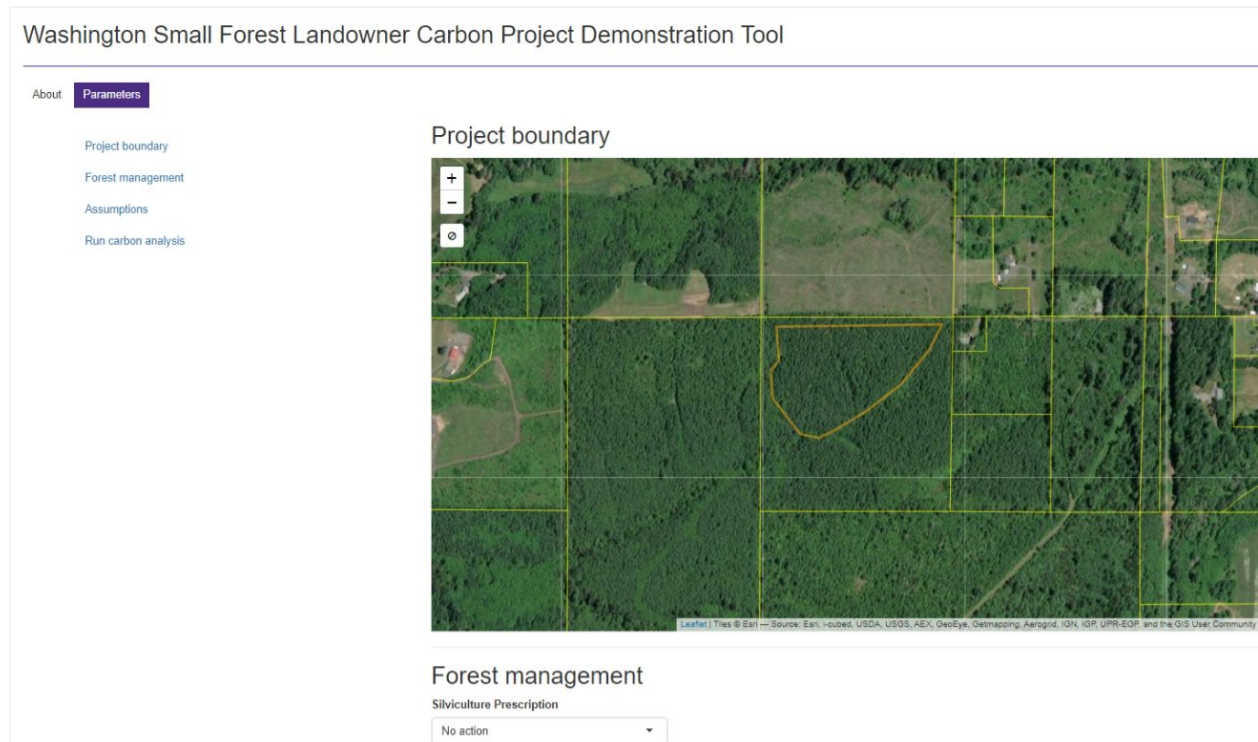 Washington Small Forest Landowner Carbon Project Demonstration Tool
About Parameters
Project boundary
Forest management
Assumptions
Run carbon analysis
Project boundary
+
−
Leaflet | Tiles © Esri — Source: Esri, i-cubed, USDA, USGS, AEX, GeoEye, Getmapping, Aerogrid, IGN, IGP, UPR-EGP, and the GIS User Community
Forest management
Silviculture Prescription
No action